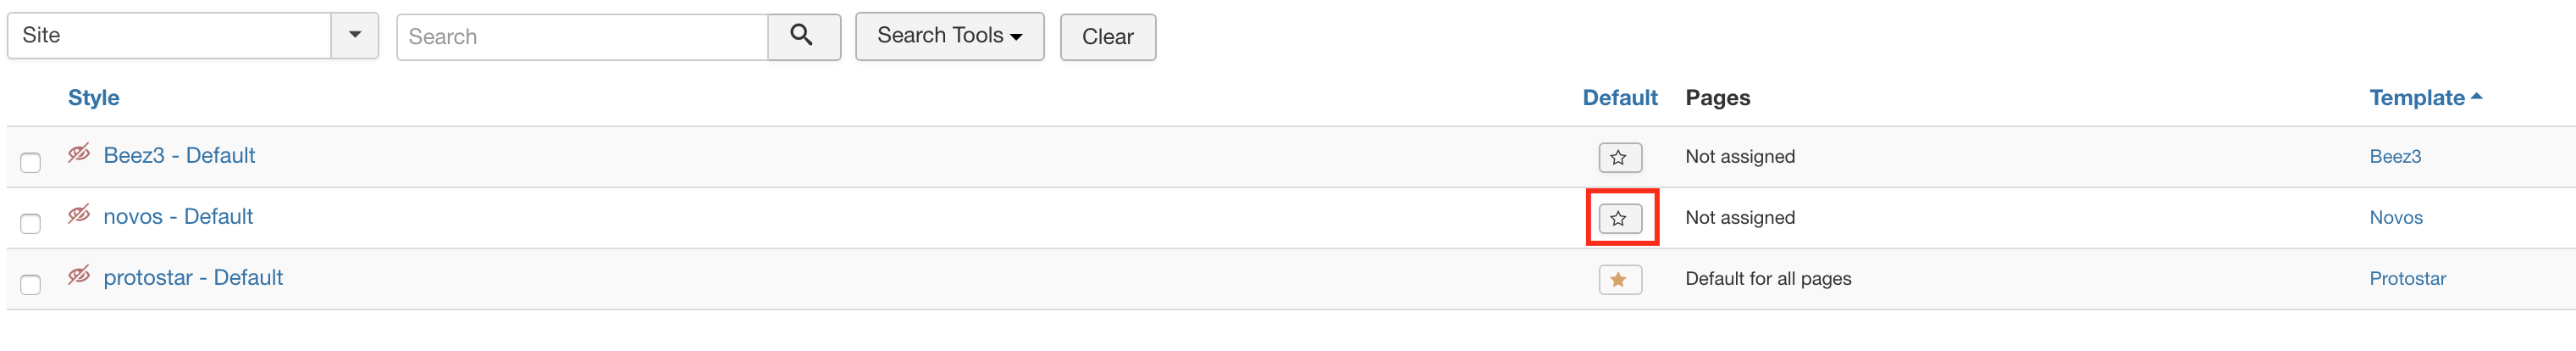 Site Search Search Tools Clear
Style Default Pages Template
Beez3 - Default Not assigned Beez3
novos - Default Not assigned Novos
protostar - Default Default for all pages Protostar